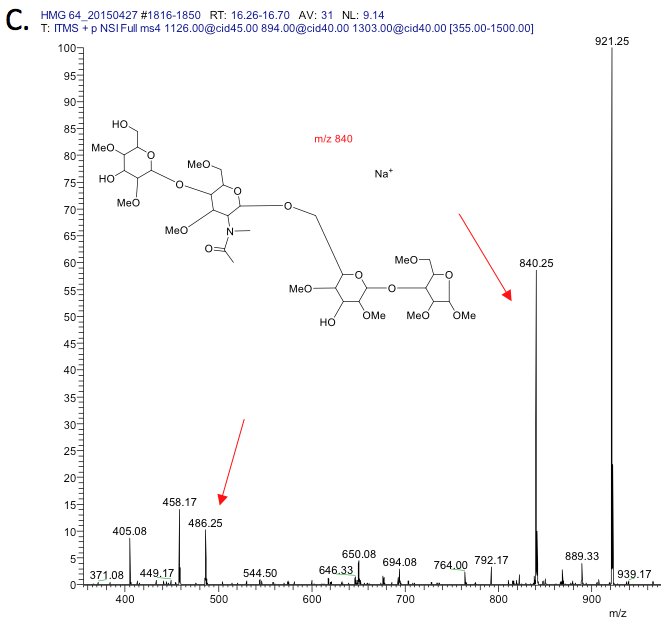 C.
HMG 64_20150427 #1816-1850 RT: 16.26-16.70 AV: 31 NL: 9.14
T: ITMS + p NSI Full ms4 1126.00@cid45.00 894.00@cid40.00 1303.00@cid40.00 [355.00-1500.00]
921.25
100
95
90
85
80
75
70
65
60
55
50
45
40
35
30
25
20
15
10
5
0
HO
MeO
O
HO
OMe
O
MeO
O
MeO
N
O
O
m/z 840
Na+
MeO
O
HO
OMe
O
MeO
O
MeO
OMe
840.25
458.17
486.25
405.08
371.08
449.17
544.50
646.33
650.08
694.08
764.00
792.17
889.33
939.17
400
500
600
700
800
900
m/z